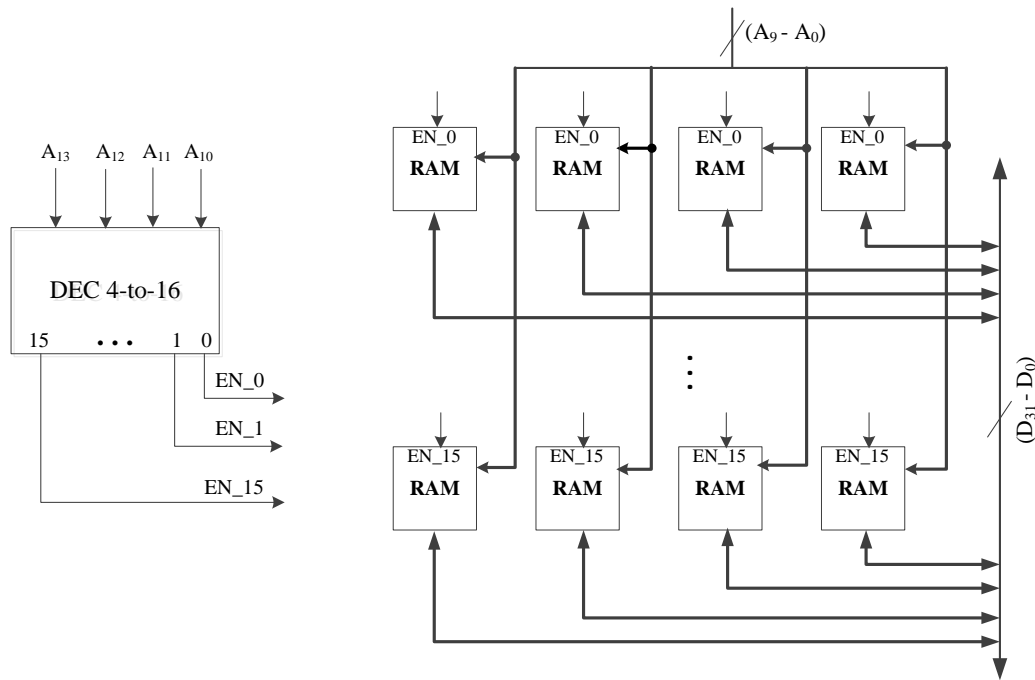 (A9 - A0)
EN_0 EN_0 EN_0 EN_0
RAM RAM RAM RAM
A13 A12 A11 A10
DEC 4-to-16
15 • • • 1 0
EN_0
EN_1
EN_15
EN_15 EN_15 EN_15 EN_15
RAM RAM RAM RAM
(D31 - D0)